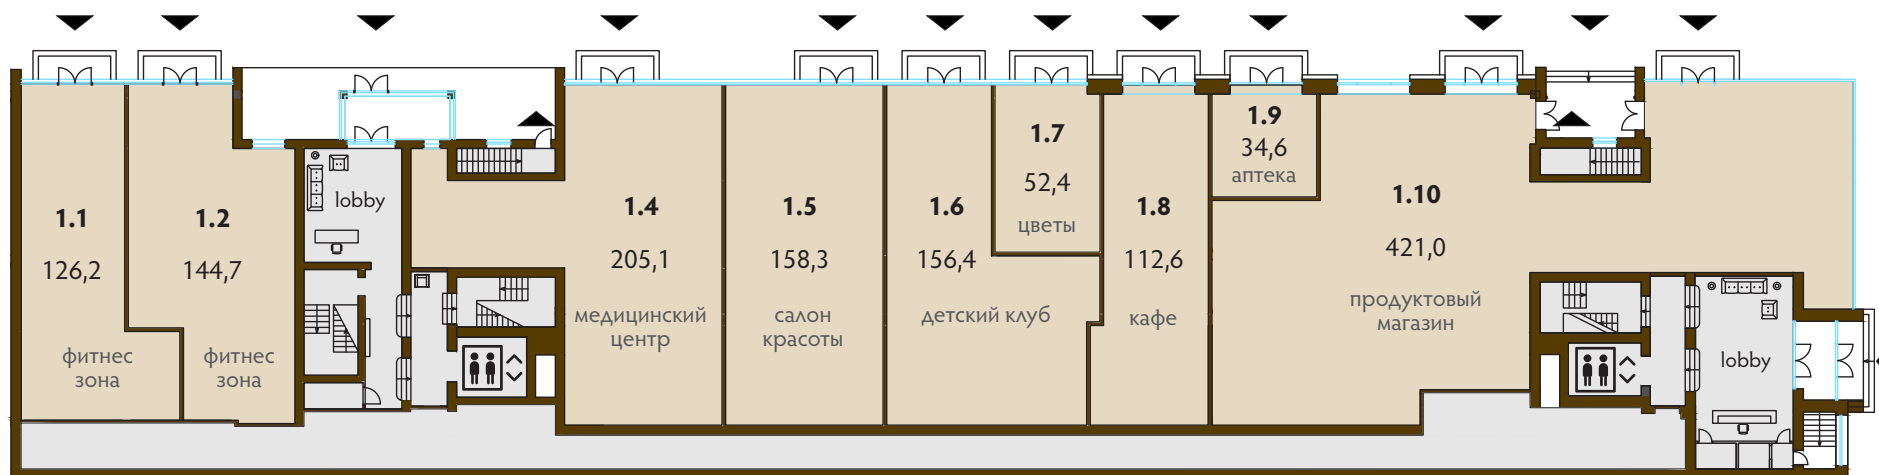 1.1
126,2
фитнес
зона
1.2
144,7
фитнес
зона
lobby
1.4
205,1
медицинский
центр
1.5
158,3
салон
красоты
1.6
156,4
детский клуб
1.7
52,4
цветы
1.8
112,6
кафе
1.9
34,6
аптека
1.10
421,0
продуктовый
магазин
lobby